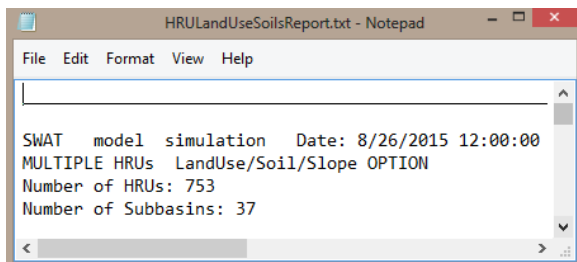 HRULandUseSoilsReport.txt - Notepad
File Edit Format View Help
SWAT model simulation Date: 8/26/2015 12:00:00
MULTIPLE HRUs LandUse/Soil/Slope OPTION
Number of HRUs: 753
Number of Subbasins: 37